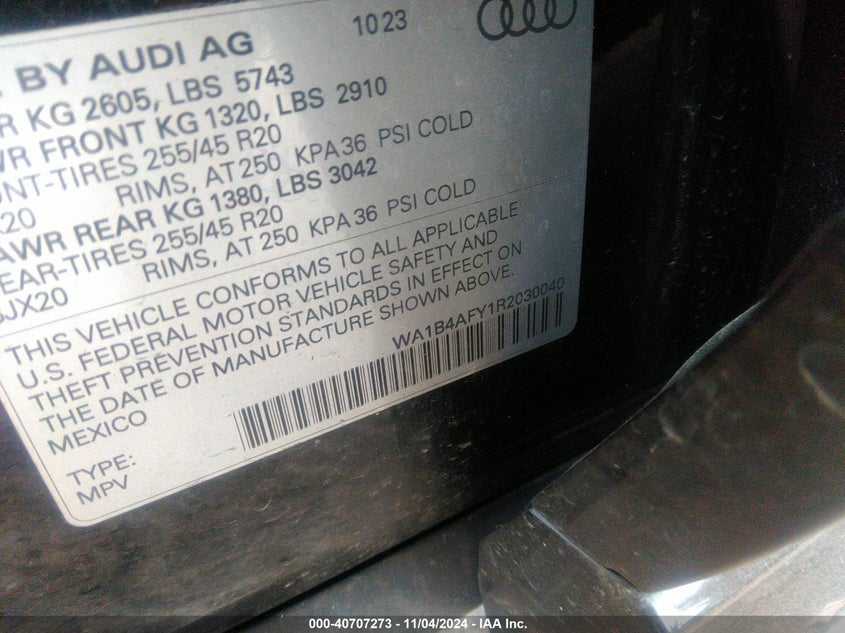 BY AUDI AG 10 23
R KG 2605, LBS 5743
WR FRONT KG 1320, LBS 2910
NT-TIRES 255/45 R20
20 RIMS, AT 250 KPA 36 PSI COLD
AWR REAR KG 1380, LBS 3042
EAR-TIRES 255/45 R20
JX20 RIMS, AT 250 KPA 36 PSI COLD
THIS VEHICLE CONFORMS TO ALL APPLICABLE
U.S. FEDERAL MOTOR VEHICLE SAFETY AND
THEFT PREVENTION STANDARDS IN EFFECT ON
THE DATE OF MANUFACTURE SHOWN ABOVE.
MEXICO WA1B4AFY1R2030040
TYPE:
MPV
000-40707273 - 11/04/2024 - IAA Inc.